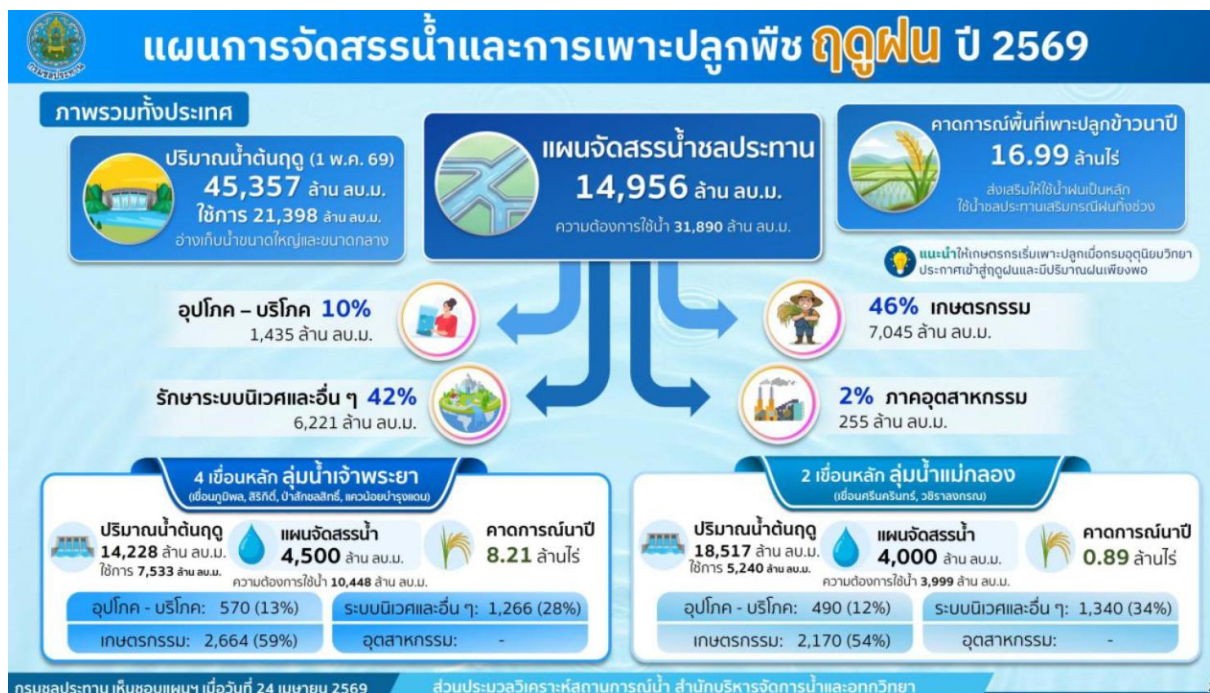 กรมชลประทาน
แผนการจัดสรรน้ำและการเพาะปลูกพืช ฤดูฝน ปี 2569
ภาพรวมทั้งประเทศ
ปริมาณน้ำต้นฤดู (1 พ.ค. 69)
45,357 ล้าน ลบ.ม.
ใช้การ 21,398 ล้าน ลบ.ม.
อ่างเก็บน้ำขนาดใหญ่และขนาดกลาง
แผนจัดสรรน้ำชลประทาน
14,956 ล้าน ลบ.ม.
ความต้องการใช้น้ำ 31,890 ล้าน ลบ.ม.
คาดการณ์พื้นที่เพาะปลูกข้าวนาปี
16.99 ล้านไร่
ส่งเสริมให้ใช้น้ำฝนเป็นหลัก
ใช้น้ำชลประทานเสริมกรณีฝนทิ้งช่วง
แนะนำให้เกษตรกรเริ่มเพาะปลูกเมื่อกรมอุตุนิยมวิทยา
ประกาศเข้าสู่ฤดูฝนและมีปริมาณฝนเพียงพอ
อุปโภค – บริโภค 10%
1,435 ล้าน ลบ.ม.
46% เกษตรกรรม
7,045 ล้าน ลบ.ม.
รักษาระบบนิเวศและอื่น ๆ 42%
6,221 ล้าน ลบ.ม.
2% ภาคอุตสาหกรรม
255 ล้าน ลบ.ม.
4 เขื่อนหลัก ลุ่มน้ำเจ้าพระยา
(เขื่อนภูมิพล, สิริกิติ์, ป่าสักชลสิทธิ์, แควน้อยบำรุงแดน)
ปริมาณน้ำต้นฤดู
14,228 ล้าน ลบ.ม.
ใช้การ 7,533 ล้าน ลบ.ม.
แผนจัดสรรน้ำ
4,500 ล้าน ลบ.ม.
ความต้องการใช้น้ำ 10,448 ล้าน ลบ.ม.
คาดการณ์นาปี
8.21 ล้านไร่
อุปโภค - บริโภค: 570 (13%)
ระบบนิเวศและอื่น ๆ: 1,266 (28%)
เกษตรกรรม: 2,664 (59%)
อุตสาหกรรม: -
2 เขื่อนหลัก ลุ่มน้ำแม่กลอง
(เขื่อนศรีนครินทร์, วชิราลงกรณ)
ปริมาณน้ำต้นฤดู
18,517 ล้าน ลบ.ม.
ใช้การ 5,240 ล้าน ลบ.ม.
แผนจัดสรรน้ำ
4,000 ล้าน ลบ.ม.
ความต้องการใช้น้ำ 3,999 ล้าน ลบ.ม.
คาดการณ์นาปี
0.89 ล้านไร่
อุปโภค - บริโภค: 490 (12%)
ระบบนิเวศและอื่น ๆ: 1,340 (34%)
เกษตรกรรม: 2,170 (54%)
อุตสาหกรรม: -
กรมชลประทาน เห็นชอบแผนฯ เมื่อวันที่ 24 เมษายน 2569
ส่วนประมวลวิเคราะห์สถานการณ์น้ำ สำนักบริหารจัดการน้ำและอุทกวิทยา